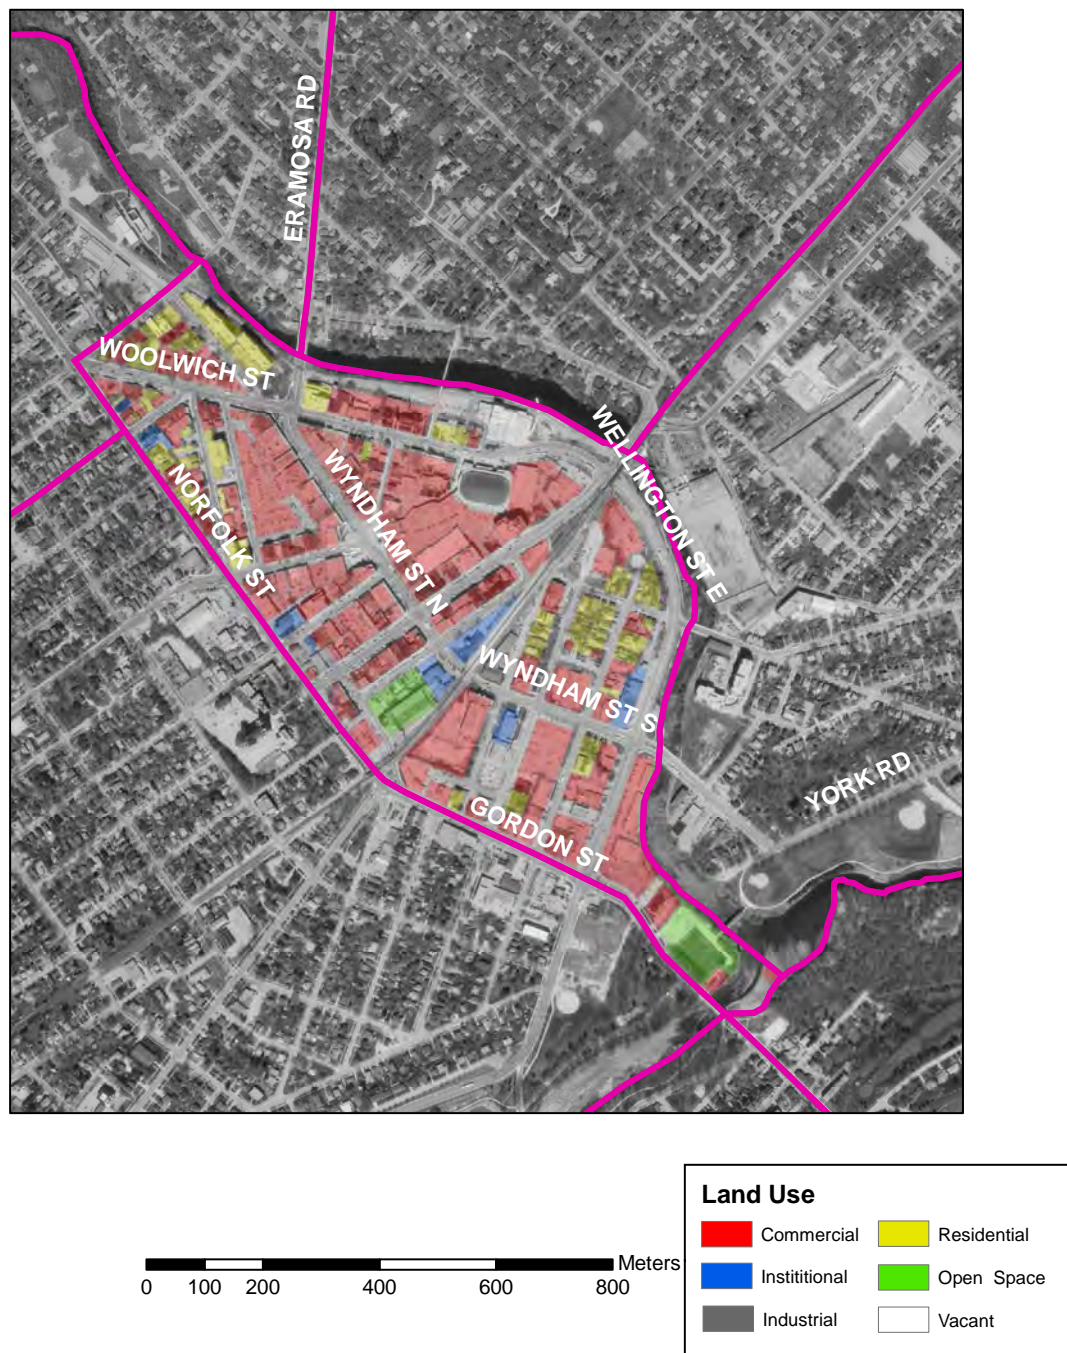 ERAMOSA RD
WOOLWICH ST
WELLINGTON ST E
WYNDHAM ST N
NORFOLK ST
WYNDHAM ST S
YORK RD
GORDON ST
Land Use
Commercial
Residential
Instititional
Open Space
Industrial
Vacant
Meters
0 100 200 400 600 800